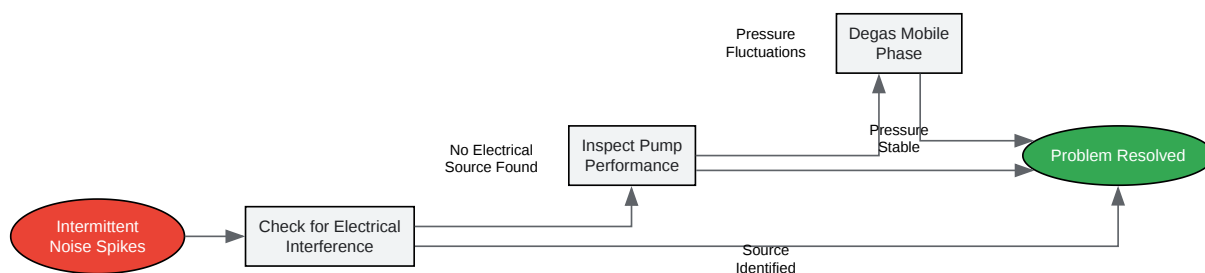 Intermittent
Noise Spikes
Check for Electrical
Interference
No Electrical
Source Found
Inspect Pump
Performance
Pressure
Fluctuations
Degas Mobile
Phase
Pressure
Stable
Source
Identified
Problem Resolved